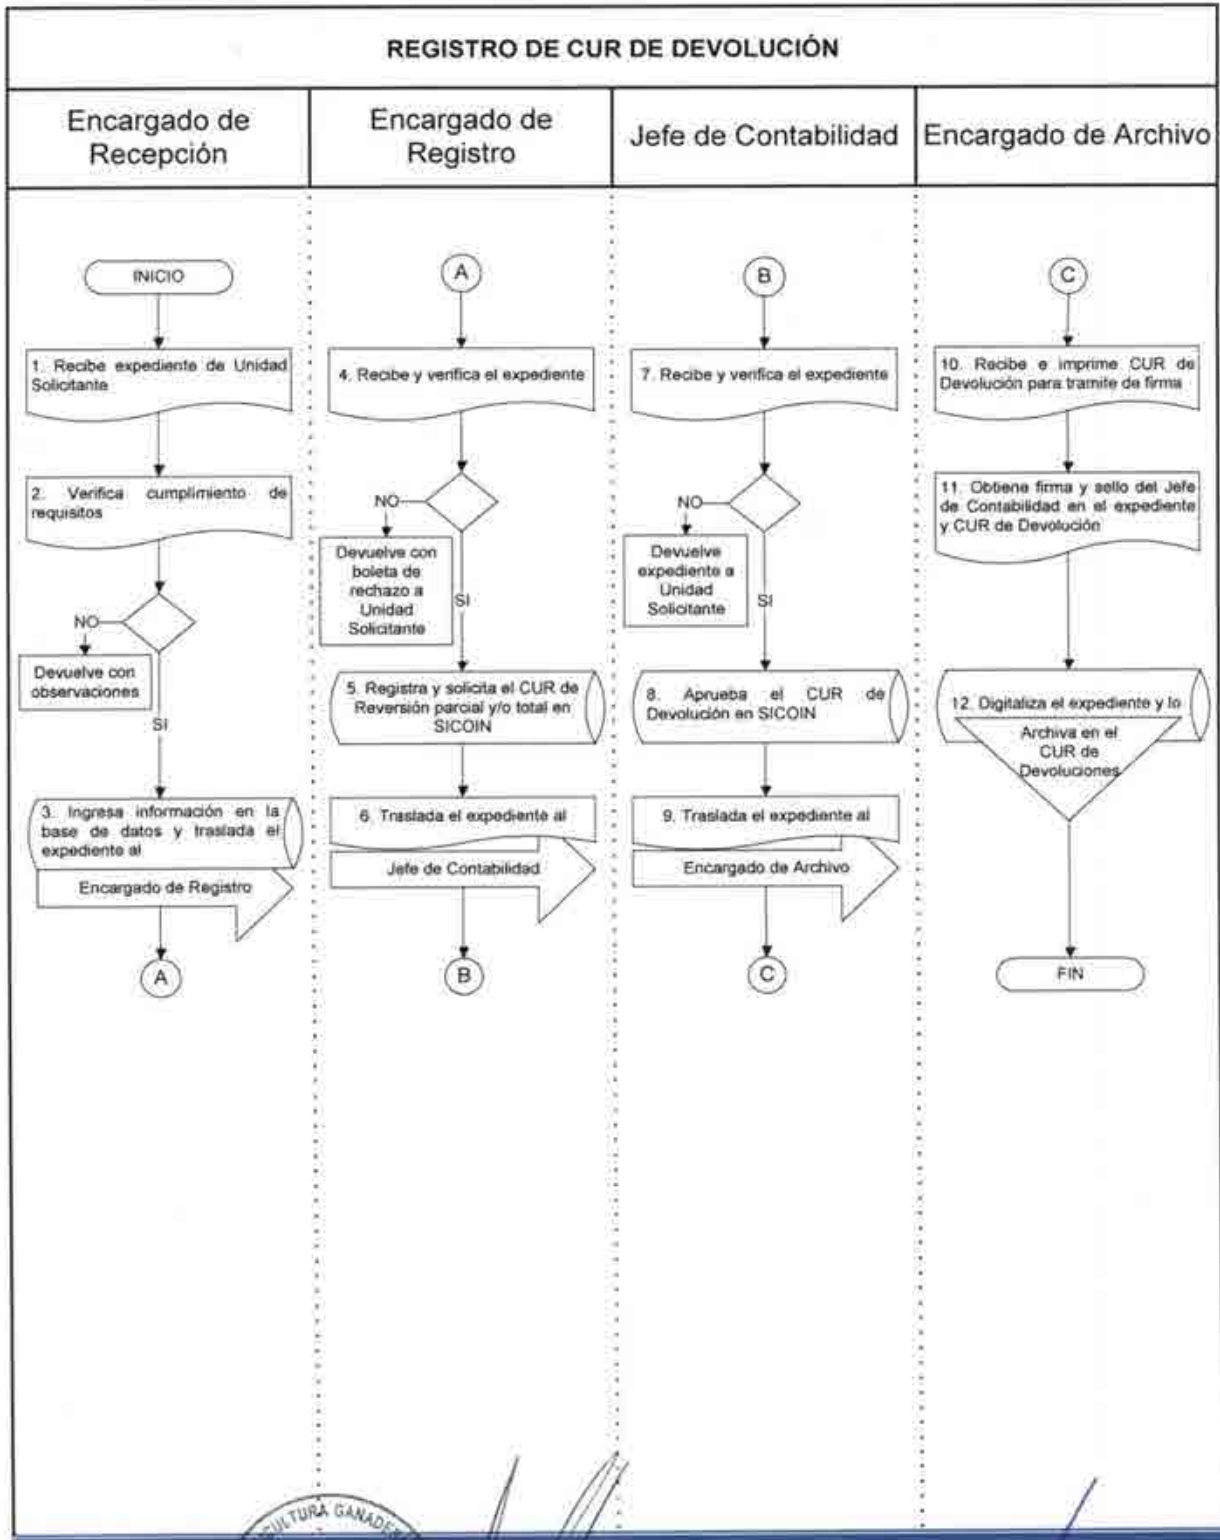 REGISTRO DE CUR DE DEVOLUCIÓN
Encargado de
Recepción
Encargado de
Registro
Jefe de Contabilidad
Encargado de Archivo
INICIO
1. Recibe expediente de Unidad
Solicitante
2. Verifica cumplimiento de
requisitos
NO
Devuelve con
observaciones
SI
3. Ingresa información en la
base de datos y traslada el
expediente al
Encargado de Registro
A
A
4. Recibe y verifica el expediente
NO
Devuelve con
boleta de
rechazo a
Unidad
Solicitante
SI
5. Registra y solicita el CUR de
Reversión parcial y/o total en
SICOIN
6. Traslada el expediente al
Jefe de Contabilidad
B
B
7. Recibe y verifica el expediente
NO
Devuelve
expediente a
Unidad
Solicitante
SI
8. Aprueba el CUR de
Devolución en SICOIN
9. Traslada el expediente al
Encargado de Archivo
C
C
10. Recibe e imprime CUR de
Devolución para tramite de firma
11. Obtiene firma y sello del Jefe
de Contabilidad en el expediente
y CUR de Devolución
12. Digitaliza el expediente y lo
Archiva en el
CUR de
Devoluciones
FIN